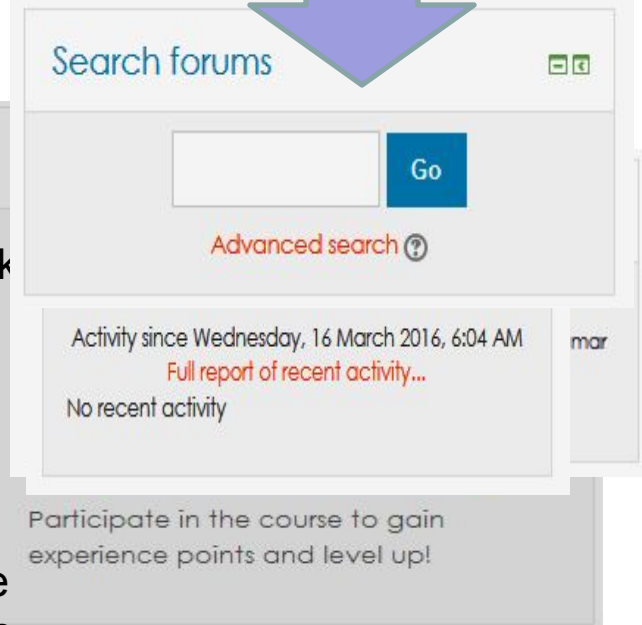 Search forums
Go
Advanced search
Activity since Wednesday, 16 March 2016, 6:04 AM
Full report of recent activity...
No recent activity
Participate in the course to gain
experience points and level up!